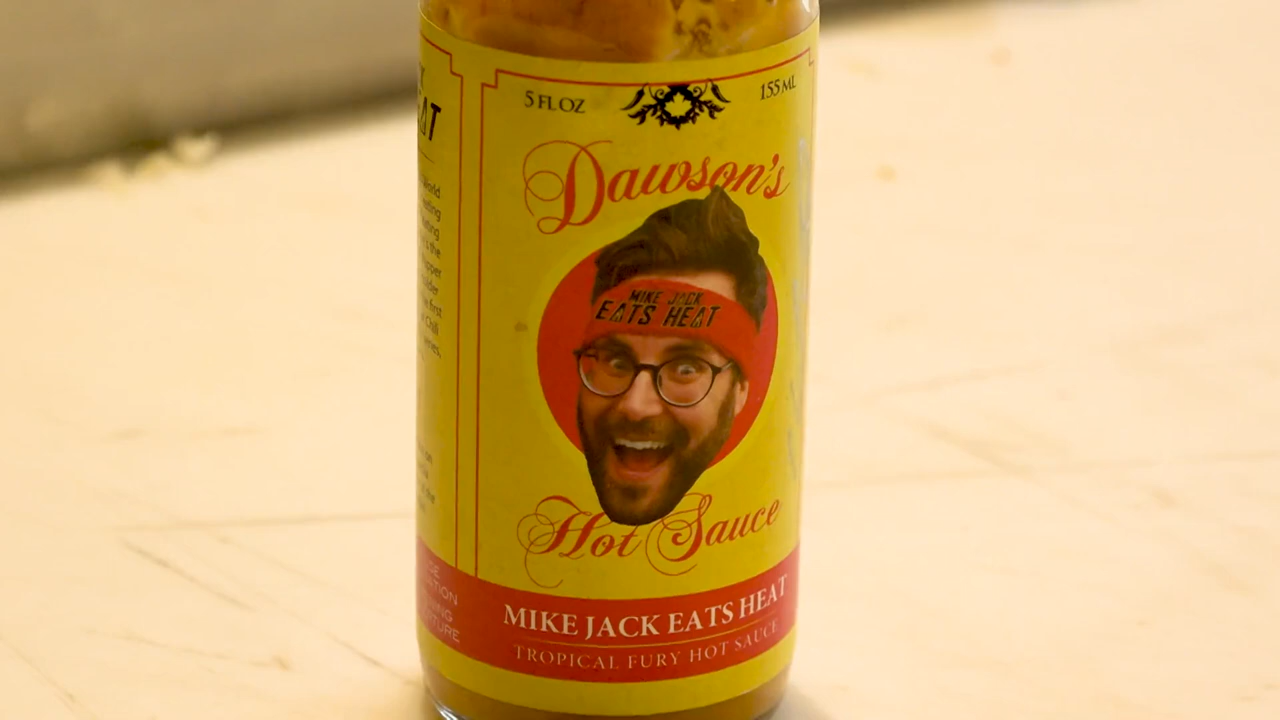 5 FL OZ
155 ML
Dawson's
MIKE JACK
EATS HEAT
Hot Sauce
MIKE JACK EATS HEAT
TROPICAL FURY HOT SAUCE